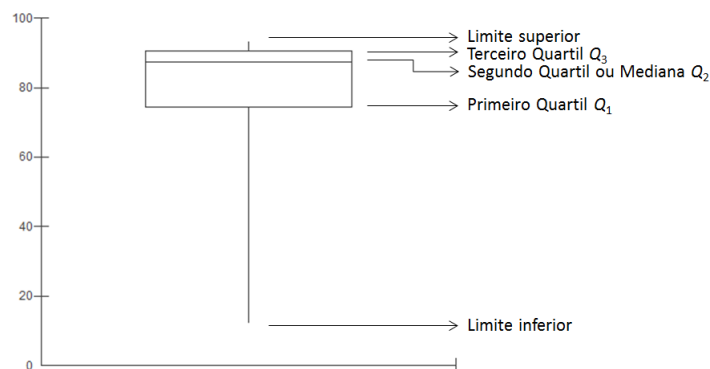 100
80
60
40
20
0
Limite superior
Terceiro Quartil Q3
Segundo Quartil ou Mediana Q2
Primeiro Quartil Q1
Limite inferior